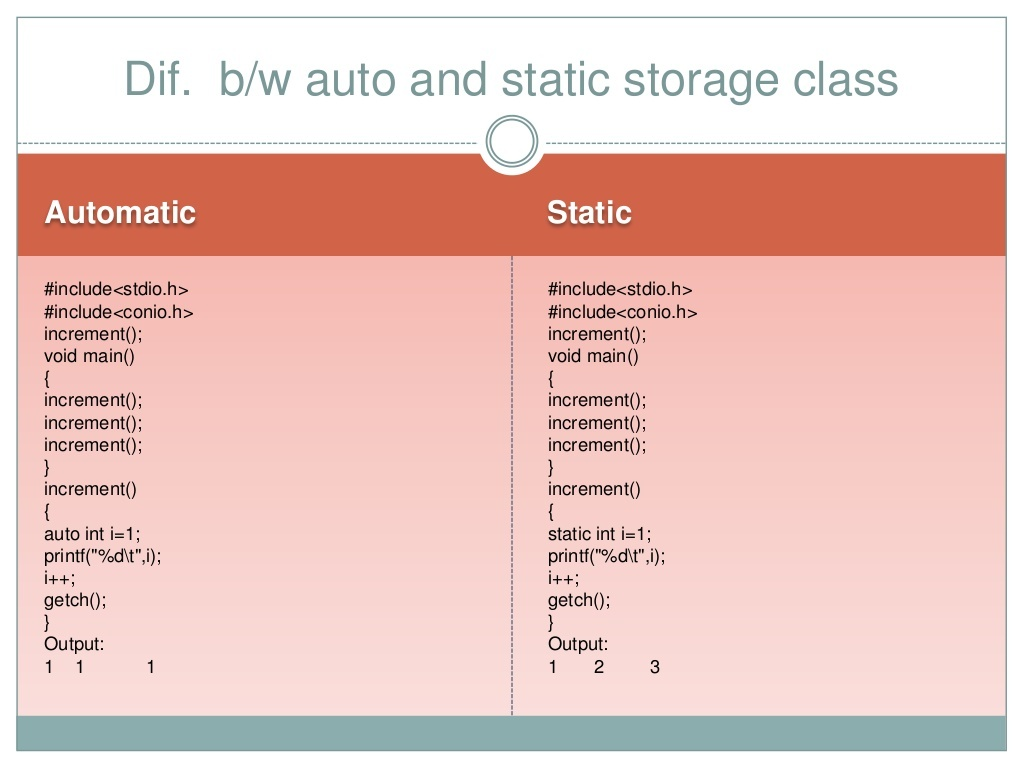 Dif.  b/w auto and static storage class
Automatic
#include<stdio.h>
#include<conio.h>
increment();
void main()
{
increment();
increment();
increment();
}
increment()
{
auto int i=1;
printf("%d\t",i);
i++;
getch();
}
Output:
1 1 1
Static
#include<stdio.h>
#include<conio.h>
increment();
void main()
{
increment();
increment();
increment();
}
increment()
{
static int i=1;
printf("%d\t",i);
i++;
getch();
}
Output:
1 2 3